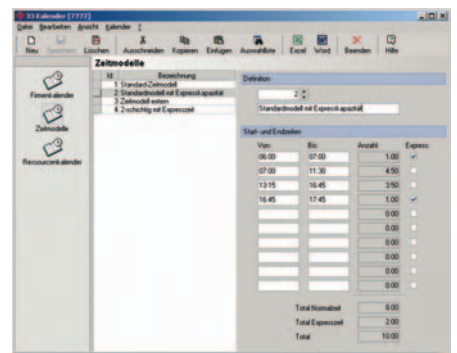 33 Kalender [7777]
Datei Bearbeiten Ansicht Kalender ?
Neu Speichern Löschen Ausschneiden Kopieren Einfügen Auswahlliste Excel Word Beenden Hilfe
Zeitmodelle
Firmenkalender
Zeitmodelle
Ressourcenkalender
Id Bezeichnung
1 Standard-Zeitmodell
2 Standardmodell mit Expresskapazität
3 Zeitmodell extern
4 2-schichtig mit Expresszeit
Definition
2
Standardmodell mit Expresskapazität
Start- und Endzeiten
Von: Bis: Anzahl: Express:
06:00 07:00 1.00
07:00 11:30 4.50
13:15 16:45 3.50
16:45 17:45 1.00
0.00
0.00
0.00
0.00
0.00
0.00
Total Normalzeit 8.00
Total Expresszeit 2.00
Total 10.00